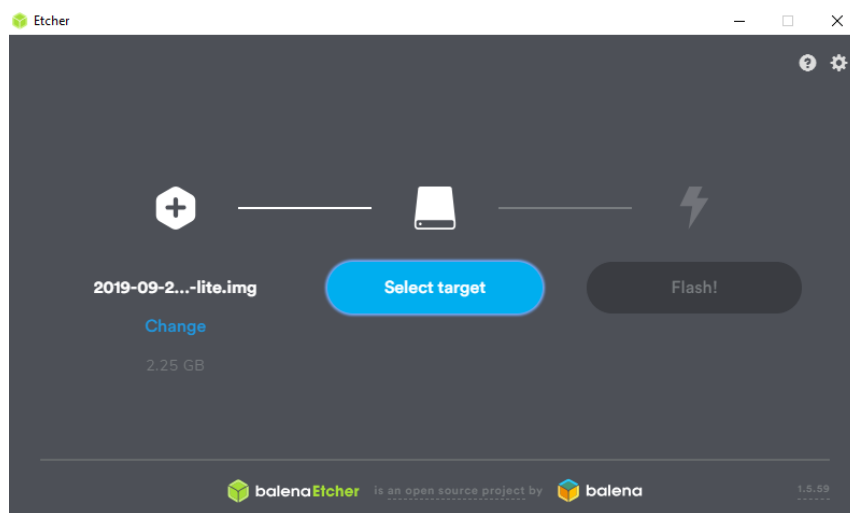 Etcher
2019-09-2...-lite.img
Select target
Flash!
Change
2.25 GB
balenaEtcher is an open source project by balena
1.5.59